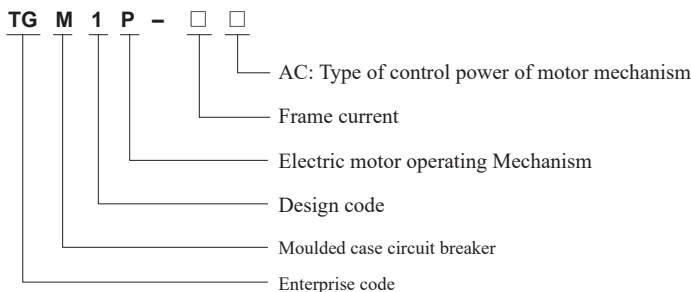 TG M 1 P – □ □
AC: Type of control power of motor mechanism
Frame current
Electric motor operating Mechanism
Design code
Moulded case circuit breaker
Enterprise code